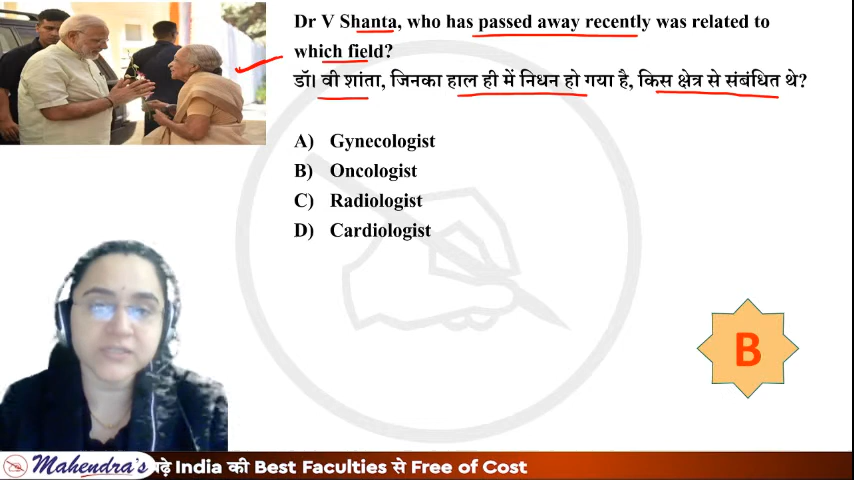 Dr V Shanta, who has passed away recently was related to
which field?
डॉ। वी शांता, जिनका हाल ही में निधन हो गया है, किस क्षेत्र से संबंधित थे?
A) Gynecologist
B) Oncologist
C) Radiologist
D) Cardiologist
B
Mahendra's पढ़े India की Best Faculties से Free of Cost